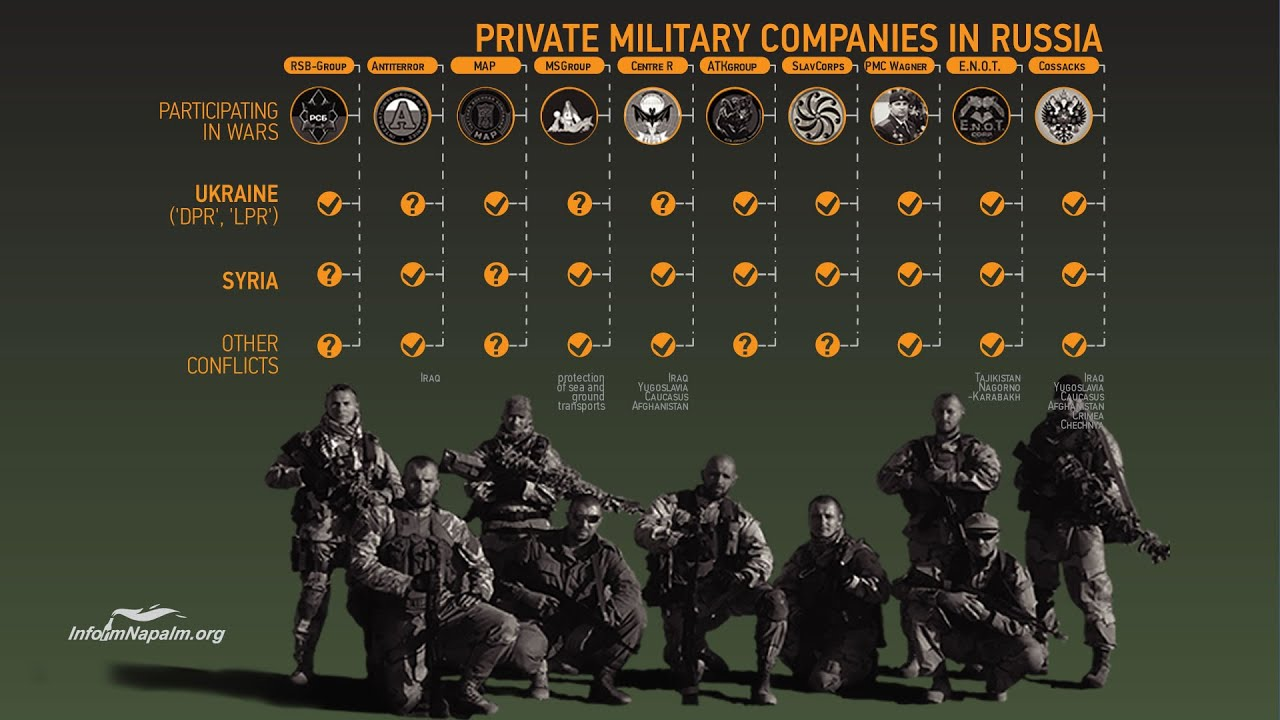 PRIVATE MILITARY COMPANIES IN RUSSIA
RSB-GROUP ANTITERROR MAP MSGROUP CENTRE R ATKGROUP SLAVCORPS PMC WAGNER E.N.O.T. COSSACKS
PARTICIPATING
IN WARS
РСБ
A
MAP
E.N.O.T.
CORP.
UKRAINE
('DPR', 'LPR')
SYRIA
OTHER
CONFLICTS
IRAQ
protection
of sea and
ground
transports
IRAQ
YUGOSLAVIA
CAUCASUS
AFGHANISTAN
TAJIKISTAN
NAGORNO
-KARABAKH
IRAQ
YUGOSLAVIA
CAUCASUS
AFGHANISTAN
CRIMEA
CHECHNYA
InformNapalm.org